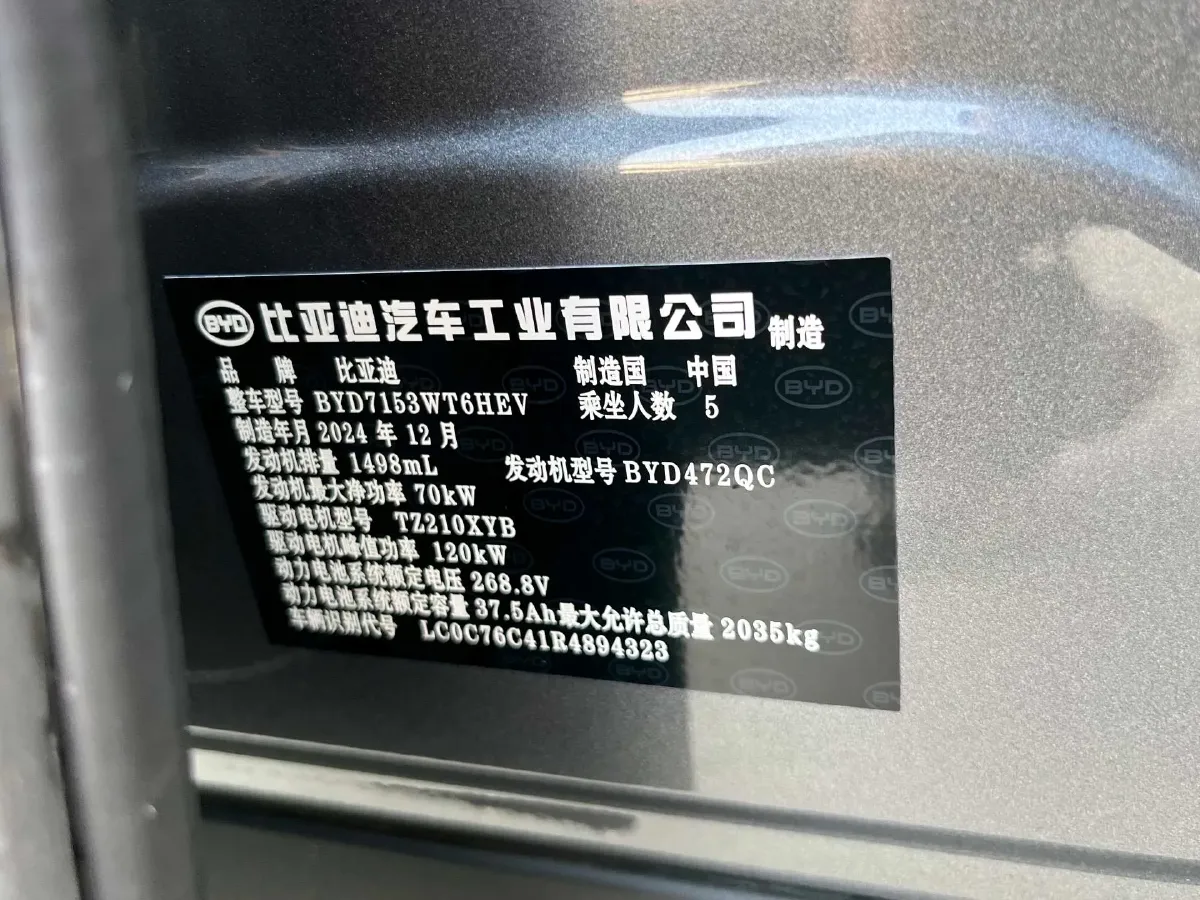 BYD 比亚迪汽车工业有限公司 制造
品 牌 比亚迪 制造国 中国
整车型号 BYD7153WT6HEV 乘坐人数 5
制造年月 2024 年 12 月
发动机排量 1498mL 发动机型号 BYD472QC
发动机最大净功率 70kW
驱动电机型号 TZ210XYB
驱动电机峰值功率 120kW
动力电池系统额定电压 268.8V
动力电池系统额定容量 37.5Ah 最大允许总质量 2035kg
车辆识别代号 LC0C76C41R4894323